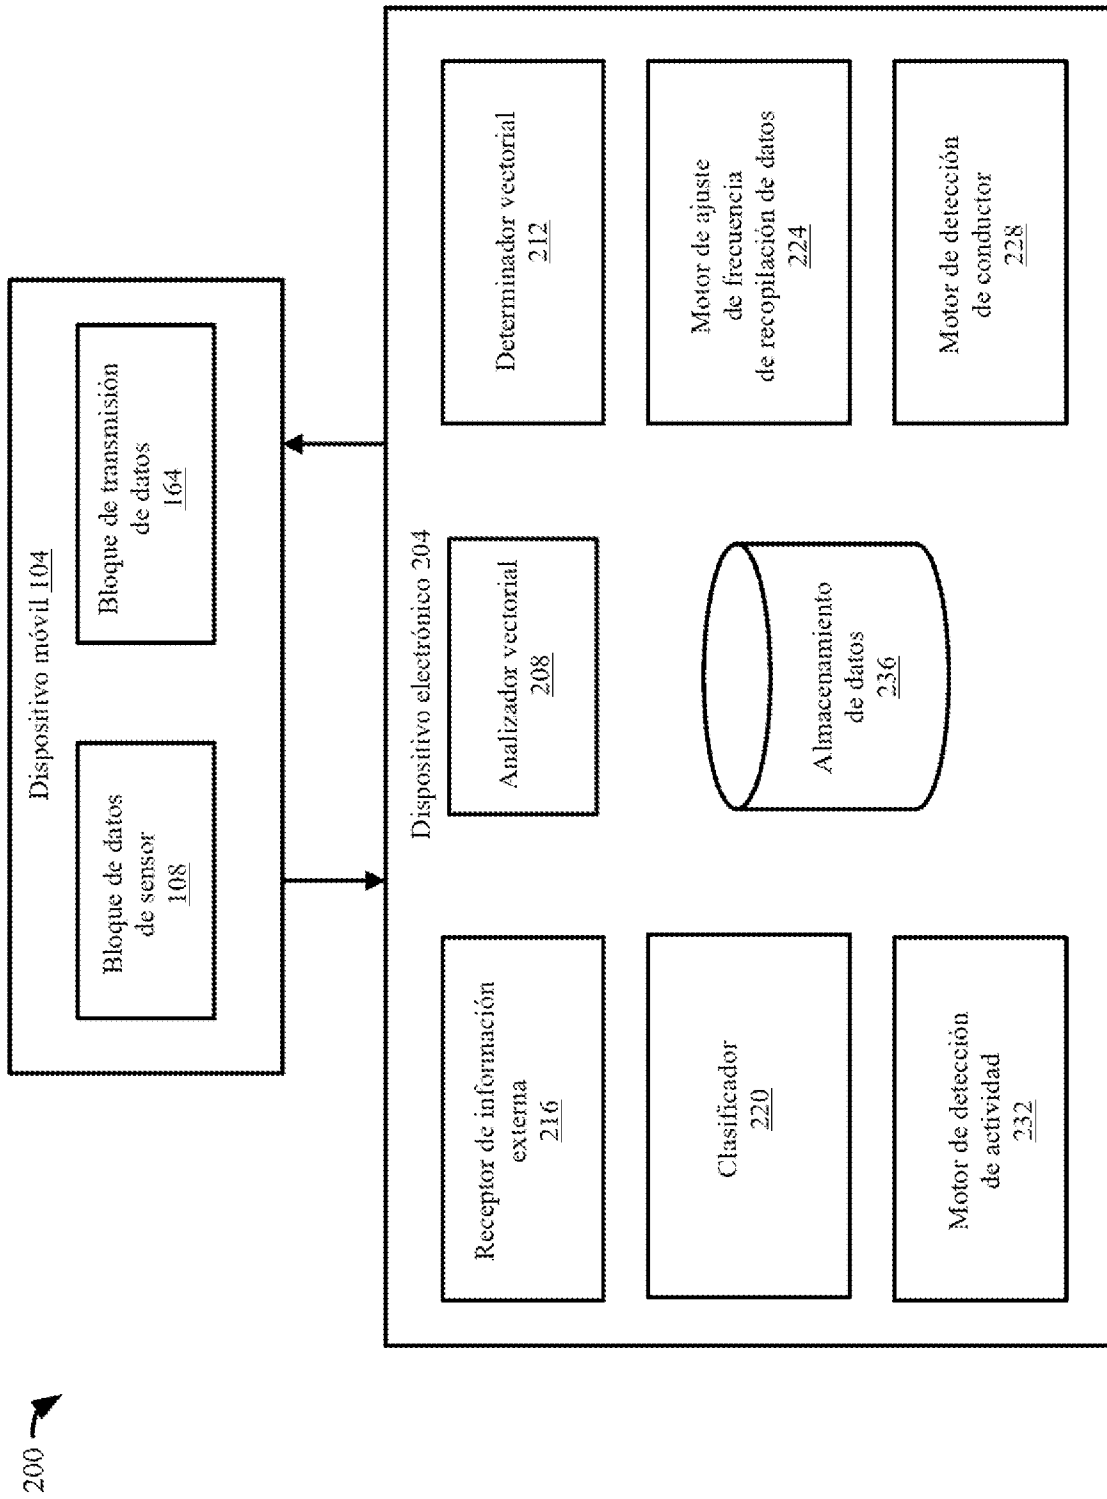 200
Dispositivo móvil 104
Bloque de datos
de sensor
108
Bloque de transmisión
de datos
164
Dispositivo electrónico 204
Receptor de información
externa
216
Analizador vectorial
208
Determinador vectorial
212
Clasificador
220
Motor de ajuste
de frecuencia
de recopilación de datos
224
Motor de detección
de actividad
232
Almacenamiento
de datos
236
Motor de detección
de conductor
228